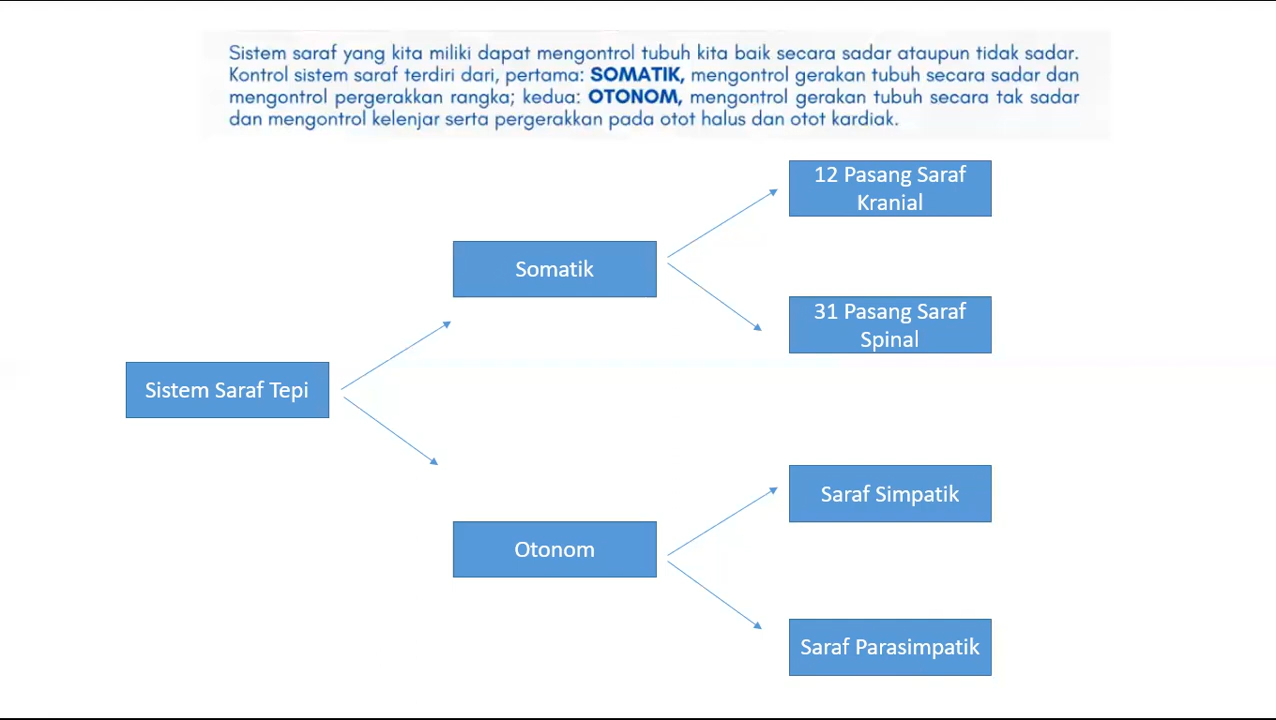 Sistem saraf yang kita miliki dapat mengontrol tubuh kita baik secara sadar ataupun tidak sadar.
Kontrol sistem saraf terdiri dari, pertama: SOMATIK, mengontrol gerakan tubuh secara sadar dan
mengontrol pergerakkan rangka; kedua: OTONOM, mengontrol gerakan tubuh secara tak sadar
dan mengontrol kelenjar serta pergerakkan pada otot halus dan otot kardiak.
12 Pasang Saraf
Kranial
Somatik
31 Pasang Saraf
Spinal
Sistem Saraf Tepi
Saraf Simpatik
Otonom
Saraf Parasimpatik